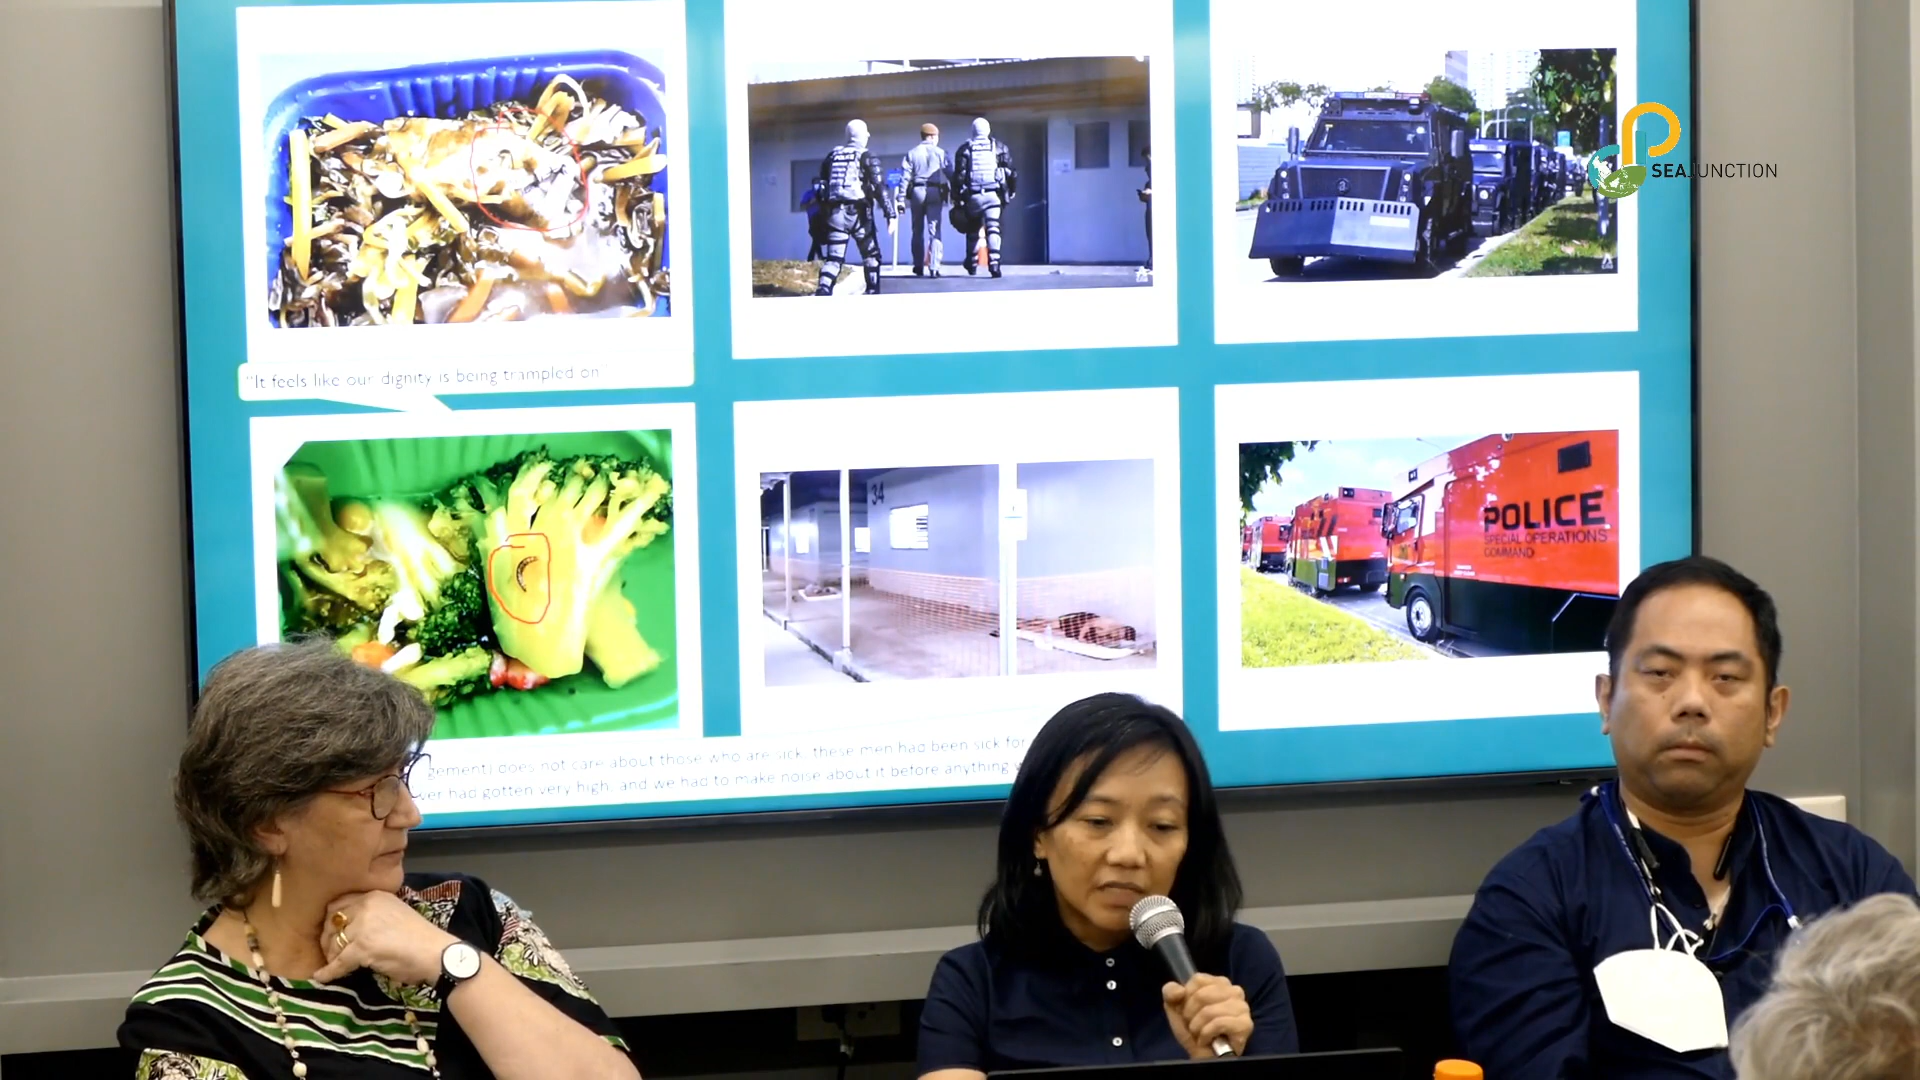 SEAJUNCTION
"It feels like our dignity is being trampled on"
34
POLICE
SPECIAL OPERATIONS
COMMAND
does not care about those who are sick, these men had been sick for
had gotten very high, and we had to make noise about it before anything